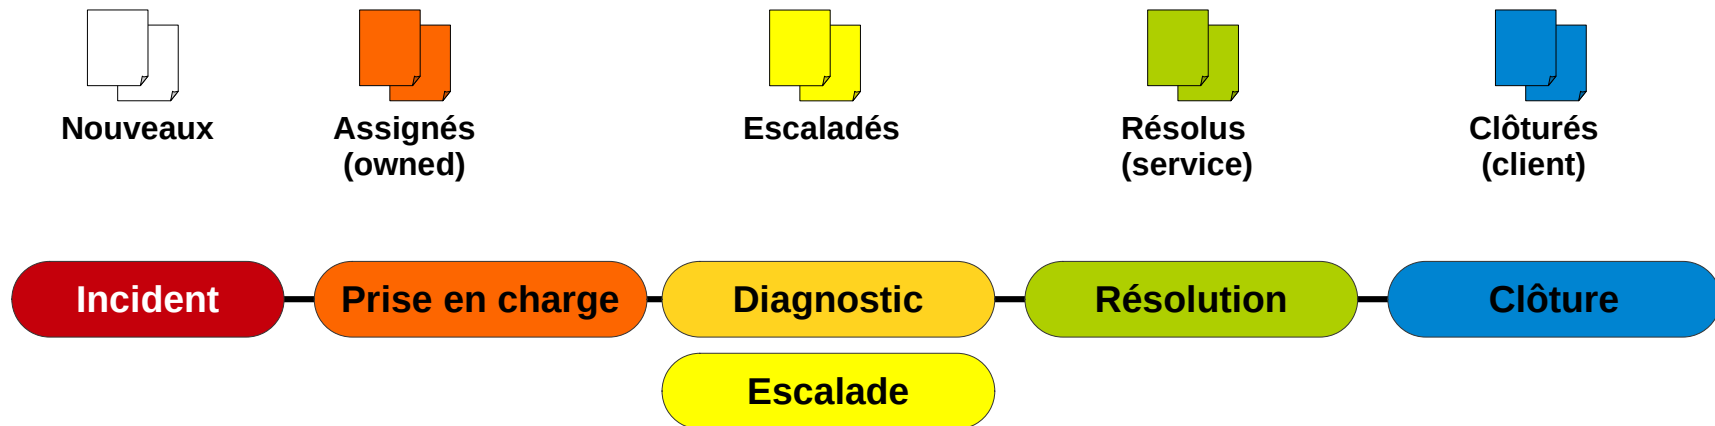 Nouveaux
Assignés
(owned)
Escaladés
Résolus
(service)
Clôturés
(client)
Incident
Prise en charge
Diagnostic
Résolution
Clôture
Escalade